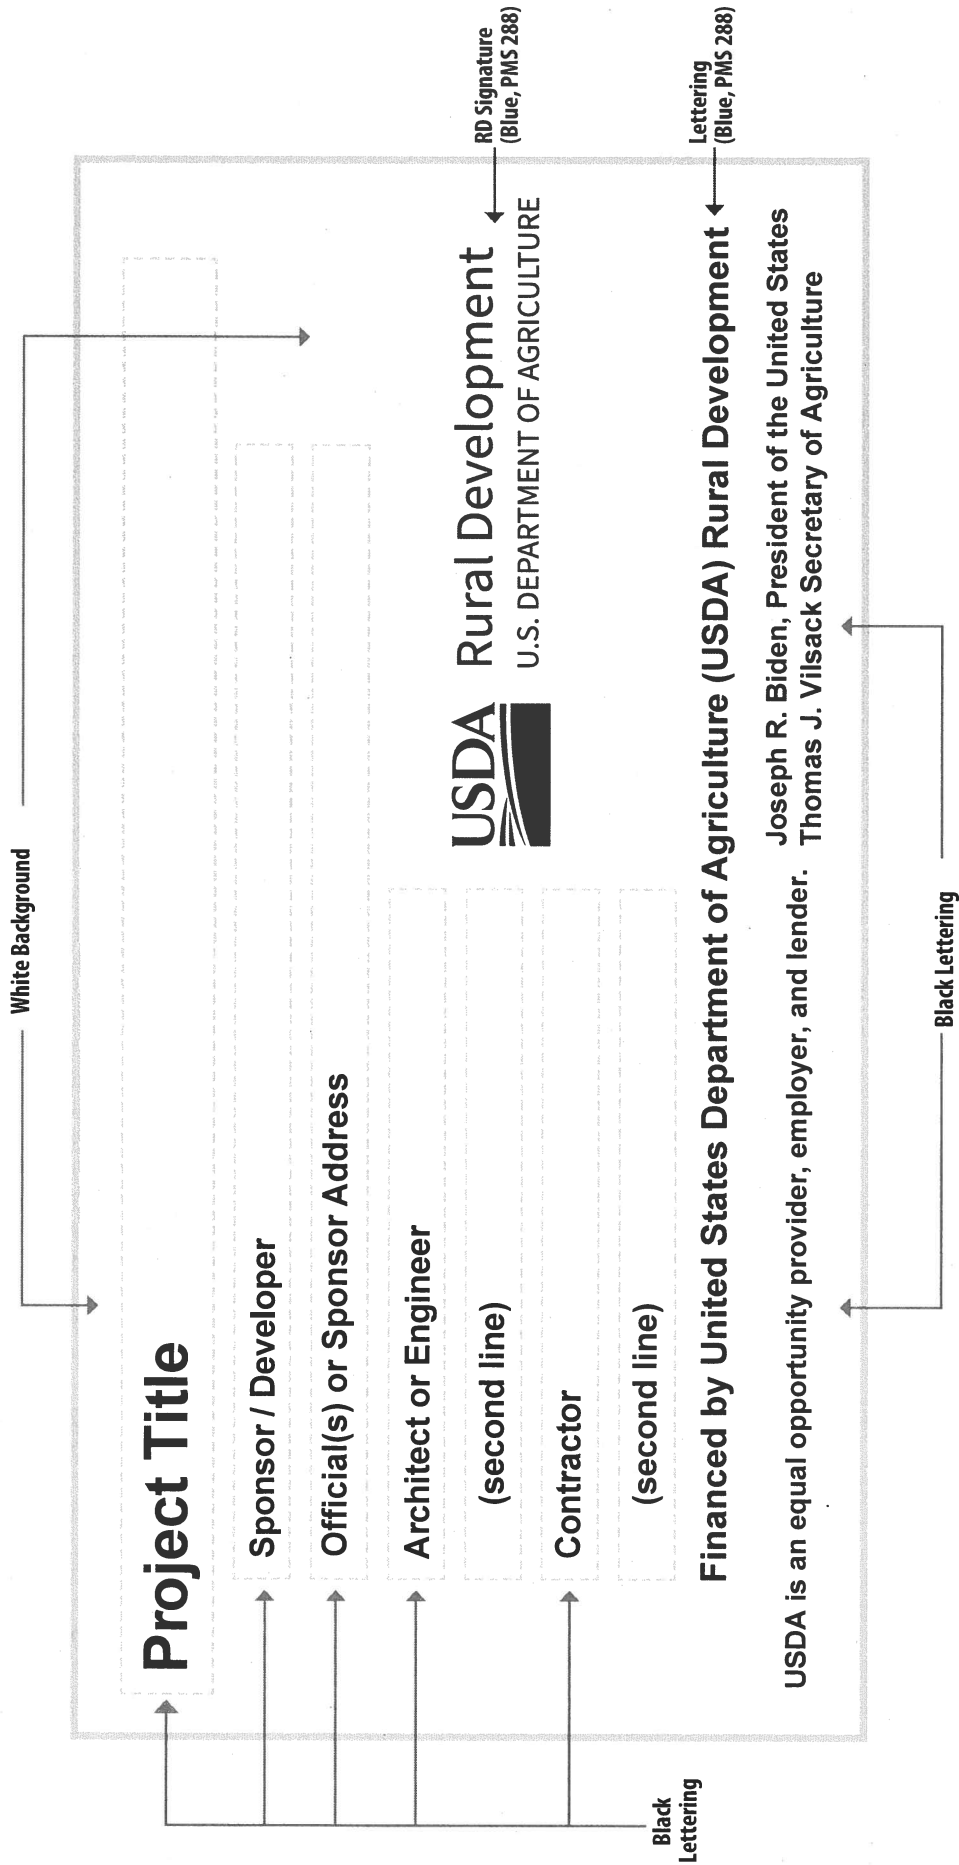 White Background
Project Title
Sponsor / Developer
Official(s) or Sponsor Address
Architect or Engineer
(second line)
Contractor
(second line)
USDA
Rural Development
U.S. DEPARTMENT OF AGRICULTURE
RD Signature
(Blue, PMS 288)
Financed by United States Department of Agriculture (USDA) Rural Development
Lettering
(Blue, PMS 288)
USDA is an equal opportunity provider, employer, and lender.
Joseph R. Biden, President of the United States
Thomas J. Vilsack Secretary of Agriculture
Black
Lettering
Black Lettering